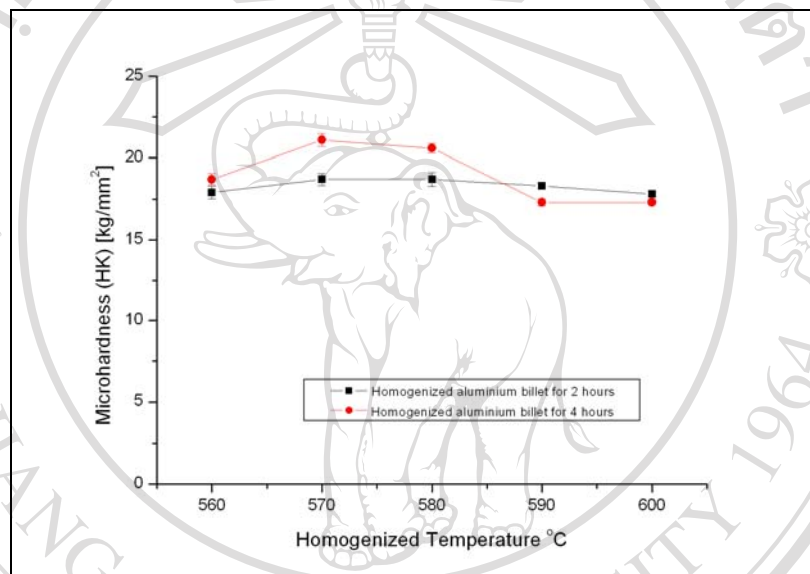 25
20
15
10
5
0
560 570 580 590 600
Microhardness (HK) [kg/mm²]
Homogenized aluminium billet for 2 hours
Homogenized aluminium billet for 4 hours
Homogenized Temperature °C
1964